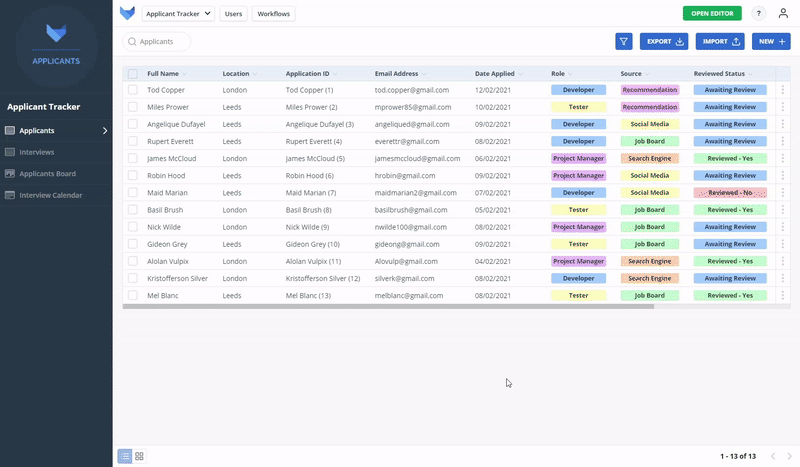 APPLICANTS
Applicant Tracker
Applicants
Interviews
Applicants Board
Interview Calendar
Applicant Tracker Users Workflows OPEN EDITOR ?
Applicants EXPORT IMPORT NEW
Full Name Location Application ID Email Address Date Applied Role Source Reviewed Status
Tod Copper London Tod Copper (1) tod.copper@gmail.com 12/02/2021 Developer Recommendation Awaiting Review
Miles Prower Leeds Miles Prower (2) mprower85@gmail.com 10/02/2021 Tester Recommendation Awaiting Review
Angelique Dufayel Leeds Angelique Dufayel (3) angeliqued@gmail.com 09/02/2021 Developer Social Media Awaiting Review
Rupert Everett Leeds Rupert Everett (4) everettr@gmail.com 08/02/2021 Developer Job Board Awaiting Review
James McCloud London James McCloud (5) jamesmccloud@gmail.com 06/02/2021 Project Manager Search Engine Reviewed - Yes
Robin Hood Leeds Robin Hood (6) hrobin@gmail.com 09/02/2021 Project Manager Social Media Awaiting Review
Maid Marian Leeds Maid Marian (7) maidmarian2@gmail.com 07/02/2021 Developer Social Media Reviewed - No
Basil Brush London Basil Brush (8) basilbrush@gmail.com 05/02/2021 Tester Job Board Reviewed - Yes
Nick Wilde London Nick Wilde (9) nwilde100@gmail.com 08/02/2021 Project Manager Job Board Awaiting Review
Gideon Grey Leeds Gideon Grey (10) gideong@gmail.com 09/02/2021 Tester Job Board Awaiting Review
Alolan Vulpix London Alolan Vulpix (11) Alovulp@gmail.com 04/02/2021 Project Manager Search Engine Reviewed - Yes
Kristofferson Silver London Kristofferson Silver (12) silverk@gmail.com 08/02/2021 Developer Search Engine Awaiting Review
Mel Blanc Leeds Mel Blanc (13) melblanc@gmail.com 08/02/2021 Tester Job Board Reviewed - Yes
1 - 13 of 13